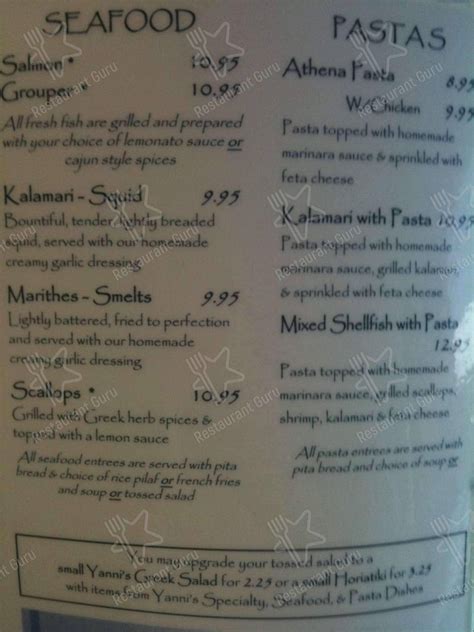 SEAFOOD
Salmon * 10.95
Grouper * 10.95
All fresh fish are grilled and prepared
with your choice of lemonato sauce or
cajun style spices
Kalamari - Squid 9.95
Bountiful, tender, lightly breaded
squid, served with our homemade
creamy garlic dressing
Marithes - Smelts 9.95
Lightly battered, fried to perfection
and served with our homemade
creamy garlic dressing
Scallops * 10.95
Grilled with Greek herb spices &
topped with a lemon sauce
All seafood entrees are served with pita
bread & choice of rice pilaf or french fries
and soup or tossed salad
PASTAS
Athena Pasta 8.95
W/Chicken 9.95
Pasta topped with homemade
marinara sauce & sprinkled with
feta cheese
Kalamari with Pasta 10.95
Pasta topped with homemade
marinara sauce, grilled kalamari,
& sprinkled with feta cheese
Mixed Shellfish with Pasta
12.95
Pasta topped with homemade
marinara sauce, grilled scallops,
shrimp, kalamari & feta cheese
All pasta entrees are served with
pita bread and choice of soup or
You may upgrade your tossed salad to a
small Yanni's Greek Salad for 2.25 or a small Horiatiki for 3.25
with items from Yanni's Specialty, Seafood, & Pasta Dishes
Restaurant Guru